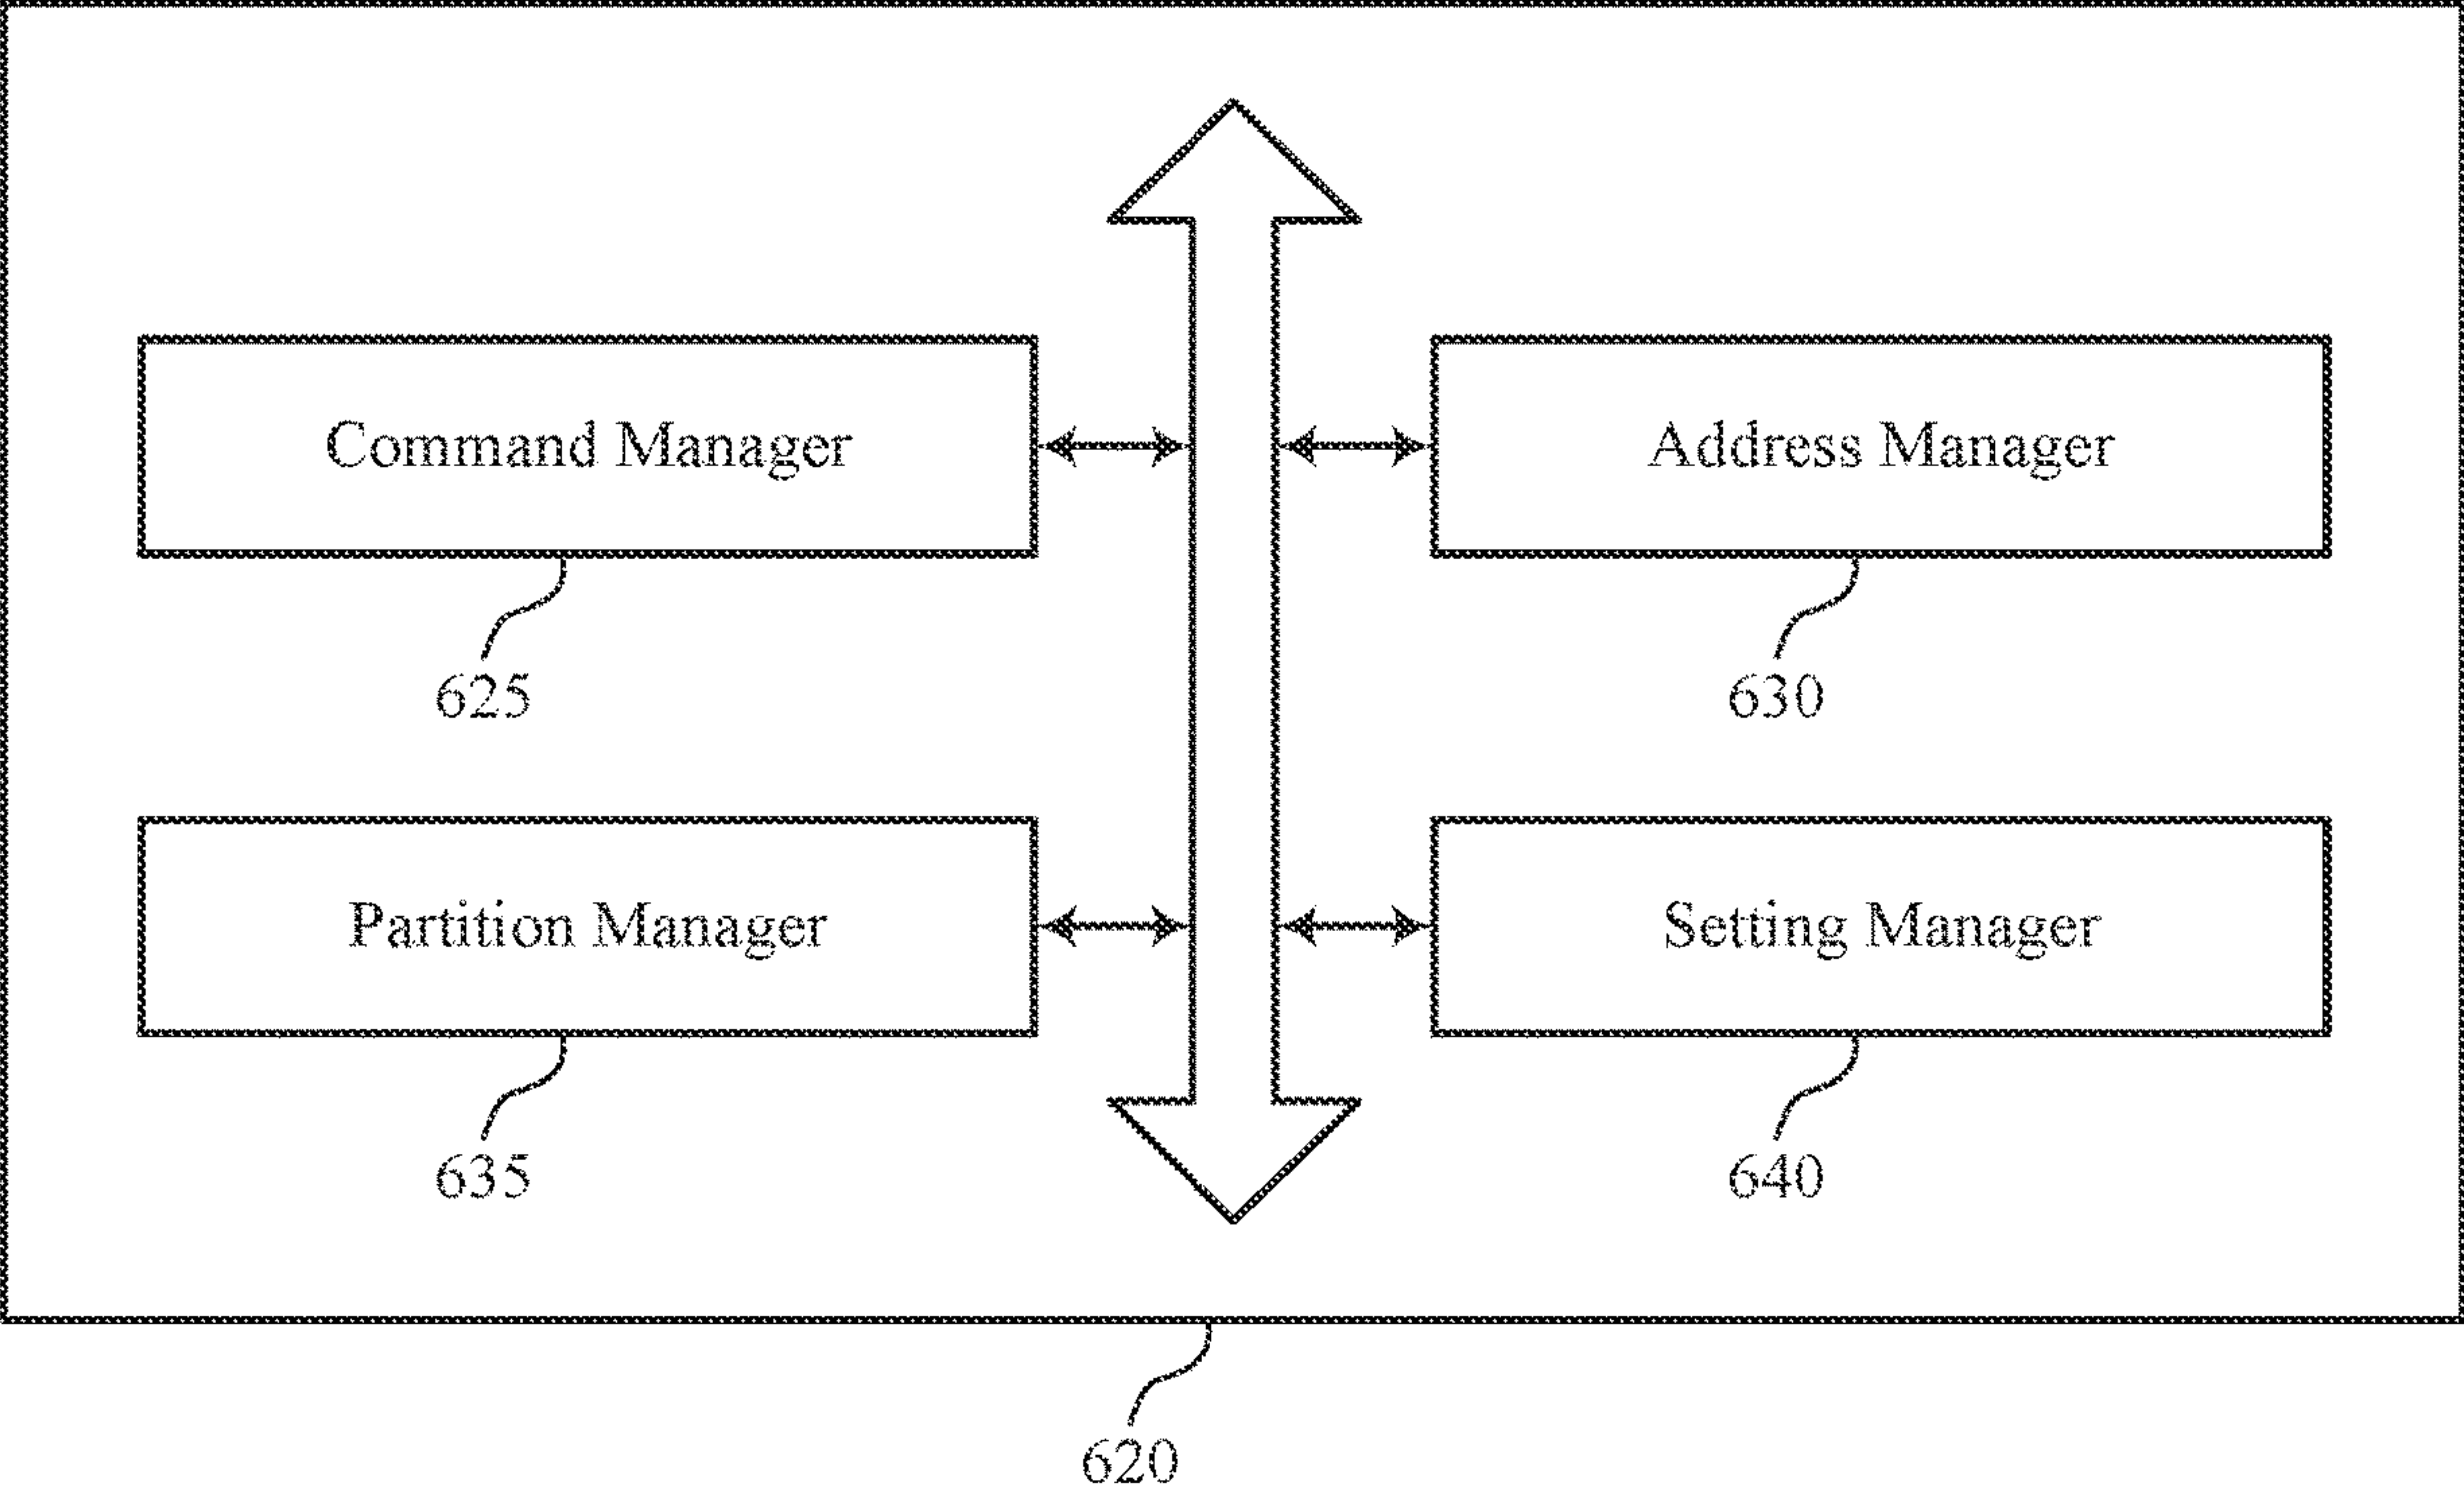 Command Manager
Address Manager
625
630
Partition Manager
Setting Manager
635
640
620